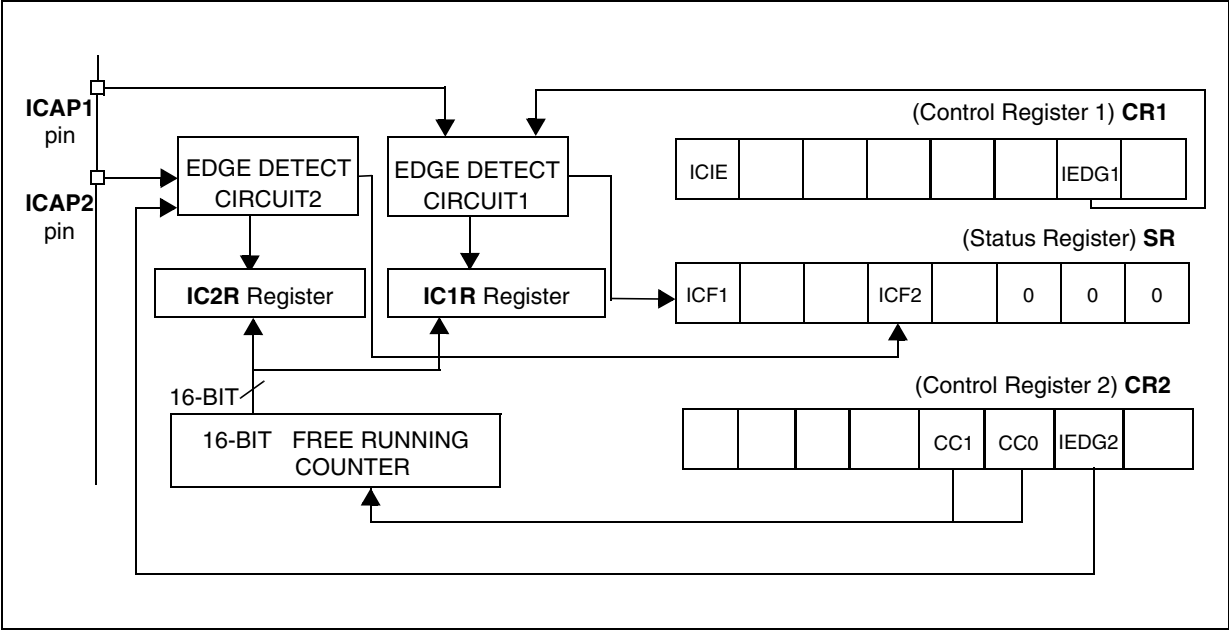 ICAP1
pin
ICAP2
pin
EDGE DETECT
CIRCUIT2
EDGE DETECT
CIRCUIT1
IC2R Register
IC1R Register
16-BIT
16-BIT FREE RUNNING
COUNTER
(Control Register 1) CR1
ICIE IEDG1
(Status Register) SR
ICF1 ICF2 0 0 0
(Control Register 2) CR2
CC1 CC0 IEDG2